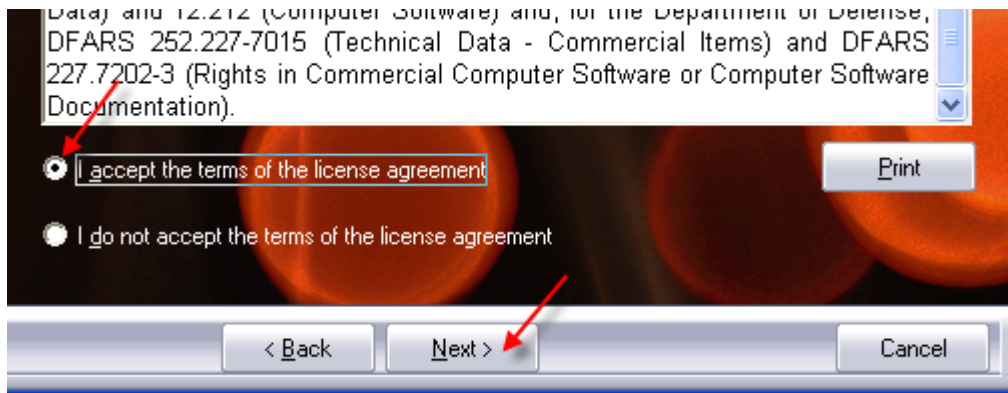 Data) and 12.212 (Computer Software) and, for the Department of Defense,
DFARS 252.227-7015 (Technical Data - Commercial Items) and DFARS
227.7202-3 (Rights in Commercial Computer Software or Computer Software
Documentation).
I accept the terms of the license agreement
Print
I do not accept the terms of the license agreement
< Back
Next >
Cancel